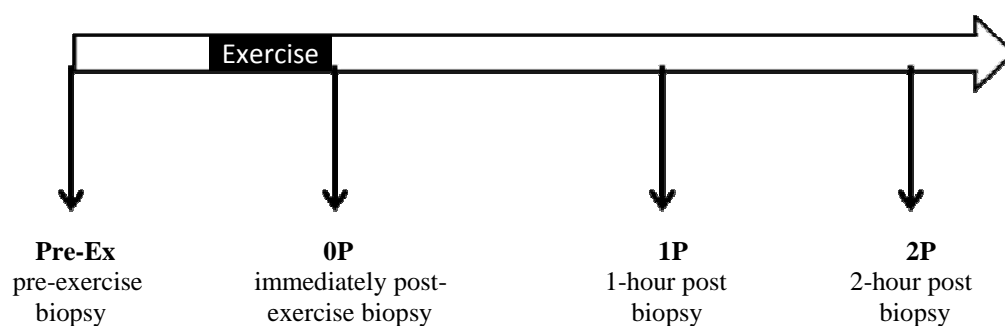 Exercise
Pre-Ex
pre-exercise
biopsy
0P
immediately post-
exercise biopsy
1P
1-hour post
biopsy
2P
2-hour post
biopsy